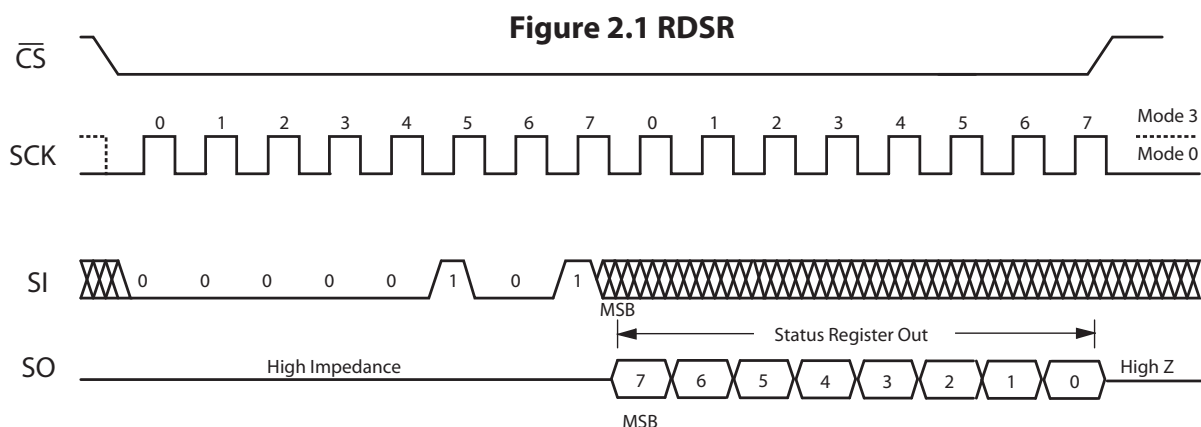 Figure 2.1 RDSR
CS
0 1 2 3 4 5 6 7 0 1 2 3 4 5 6 7
Mode 3
SCK
Mode 0
SI
0 0 0 0 0 1 0 1
MSB
Status Register Out
SO
High Impedance
7 6 5 4 3 2 1 0
High Z
MSB